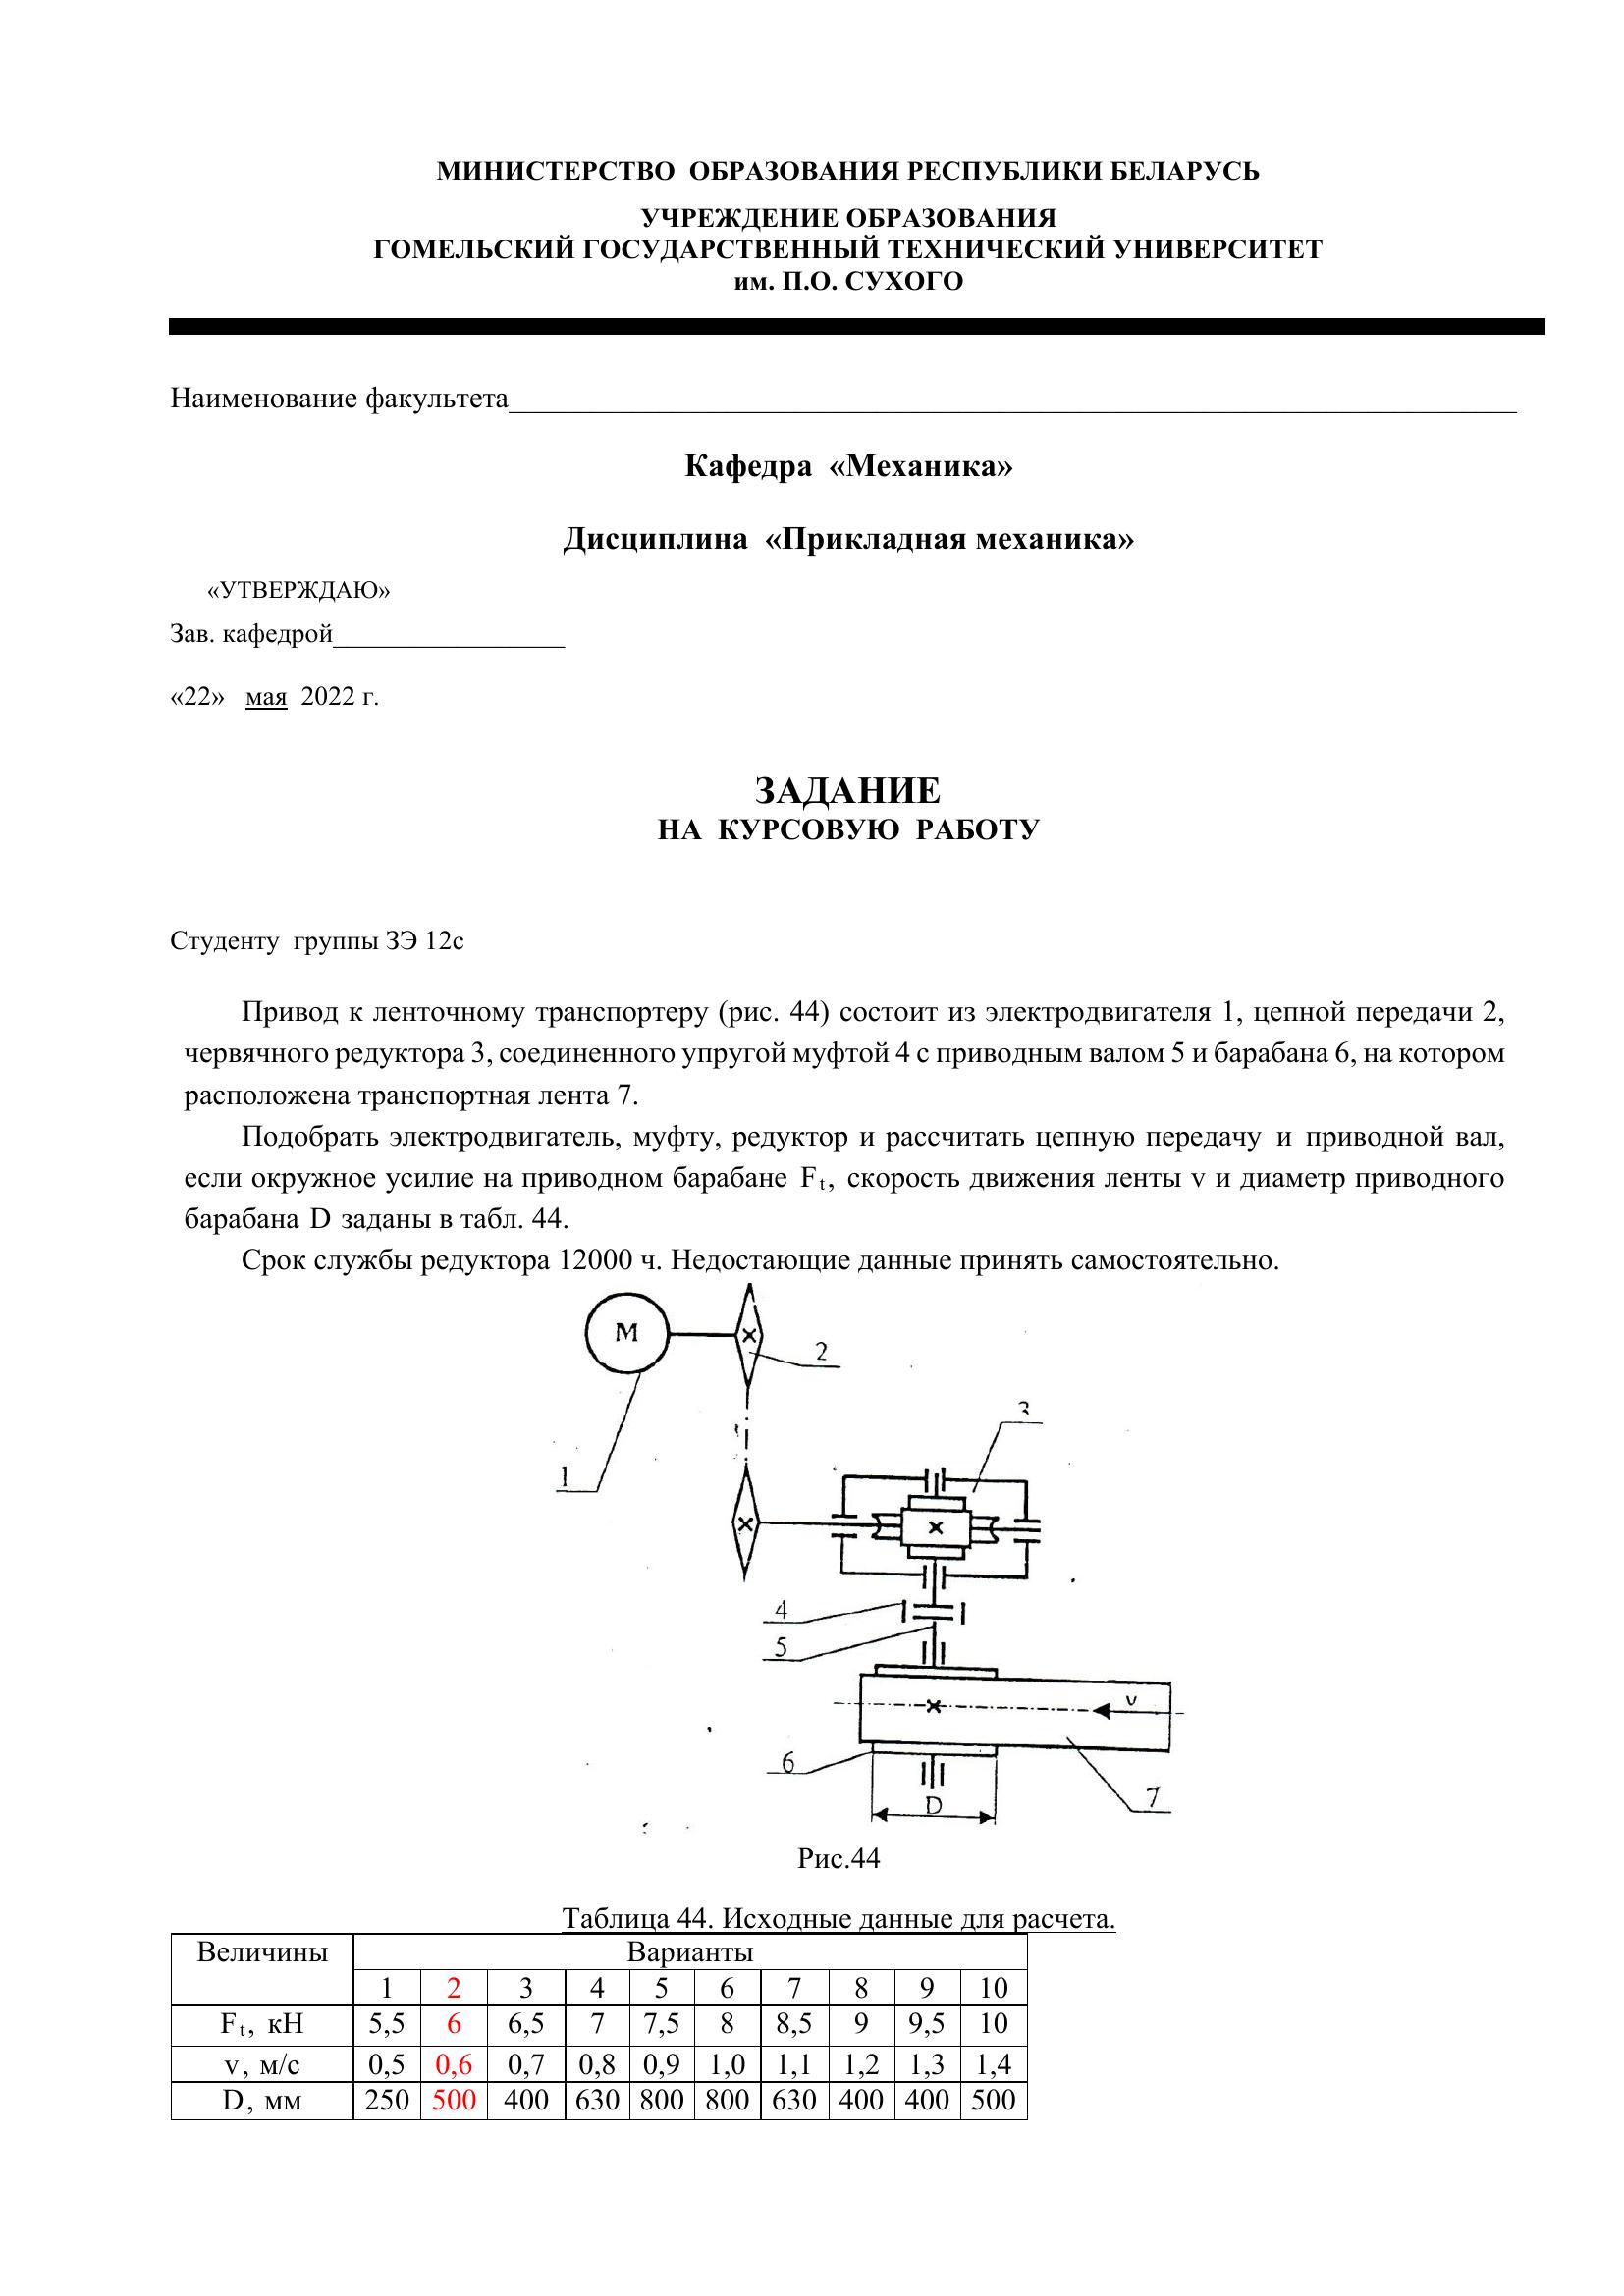 МИНИСТЕРСТВО ОБРАЗОВАНИЯ РЕСПУБЛИКИ БЕЛАРУСЬ
УЧРЕЖДЕНИЕ ОБРАЗОВАНИЯ
ГОМЕЛЬСКИЙ ГОСУДАРСТВЕННЫЙ ТЕХНИЧЕСКИЙ УНИВЕРСИТЕТ
им. П.О. СУХОГО
Наименование факультета
Кафедра «Механика»
Дисциплина «Прикладная механика»
«УТВЕРЖДАЮ»
Зав. кафедрой
«22» мая 2022 г.
ЗАДАНИЕ
НА КУРСОВУЮ РАБОТУ
Студенту группы ЗЭ 12с
Привод к ленточному транспортеру (рис. 44) состоит из электродвигателя 1, цепной передачи 2,
червячного редуктора 3, соединенного упругой муфтой 4 с приводным валом 5 и барабана 6, на котором
расположена транспортная лента 7.
Подобрать электродвигатель, муфту, редуктор и рассчитать цепную передачу и приводной вал,
если окружное усилие на приводном барабане Ft, скорость движения ленты v и диаметр приводного
барабана D заданы в табл. 44.
Срок службы редуктора 12000 ч. Недостающие данные принять самостоятельно.
М
2
3
1
4
5
v
6
7
D
Рис.44
Таблица 44. Исходные данные для расчета.
Величины Варианты
1 2 3 4 5 6 7 8 9 10
Ft, кН 5,5 6 6,5 7 7,5 8 8,5 9 9,5 10
v, м/с 0,5 0,6 0,7 0,8 0,9 1,0 1,1 1,2 1,3 1,4
D, мм 250 500 400 630 800 800 630 400 400 500